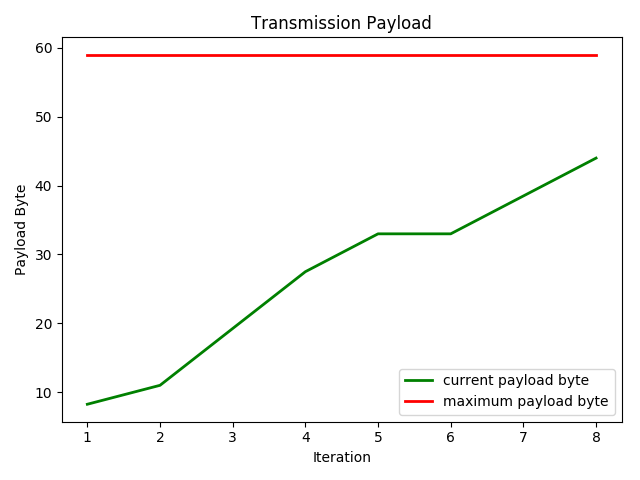 Transmission Payload
60
50
40
30
20
10
Payload Byte
current payload byte
maximum payload byte
1 2 3 4 5 6 7 8
Iteration